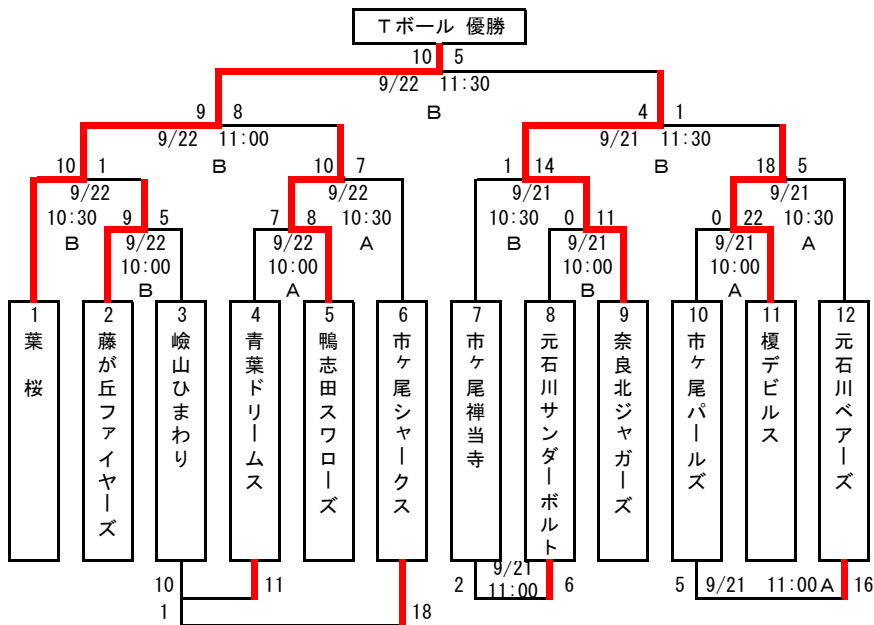 Tボール 優勝
10 5
9/22 11:30
B
9 8
9/22 11:00
B
4 1
9/21 11:30
B
10 1
9/22
10:30
B
10 7
9/22
10:30
A
1 14
9/21
10:30
B
18 5
9/21
10:30
A
9 5
9/22
10:00
B
7 8
9/22
10:00
A
0 11
9/21
10:00
B
0 22
9/21
10:00
A
1
葉桜
2
藤が丘ファイヤーズ
3
嶮山ひまわり
4
青葉ドリームス
5
鴨志田スワローズ
6
市ヶ尾シャークス
7
市ヶ尾禅当寺
8
元石川サンダーボルト
9
奈良北ジャガーズ
10
市ヶ尾パールズ
11
榎デビルス
12
元石川ベアーズ
10 11
1 18
2 9/21 6
11:00
5 9/21 11:00 A 16